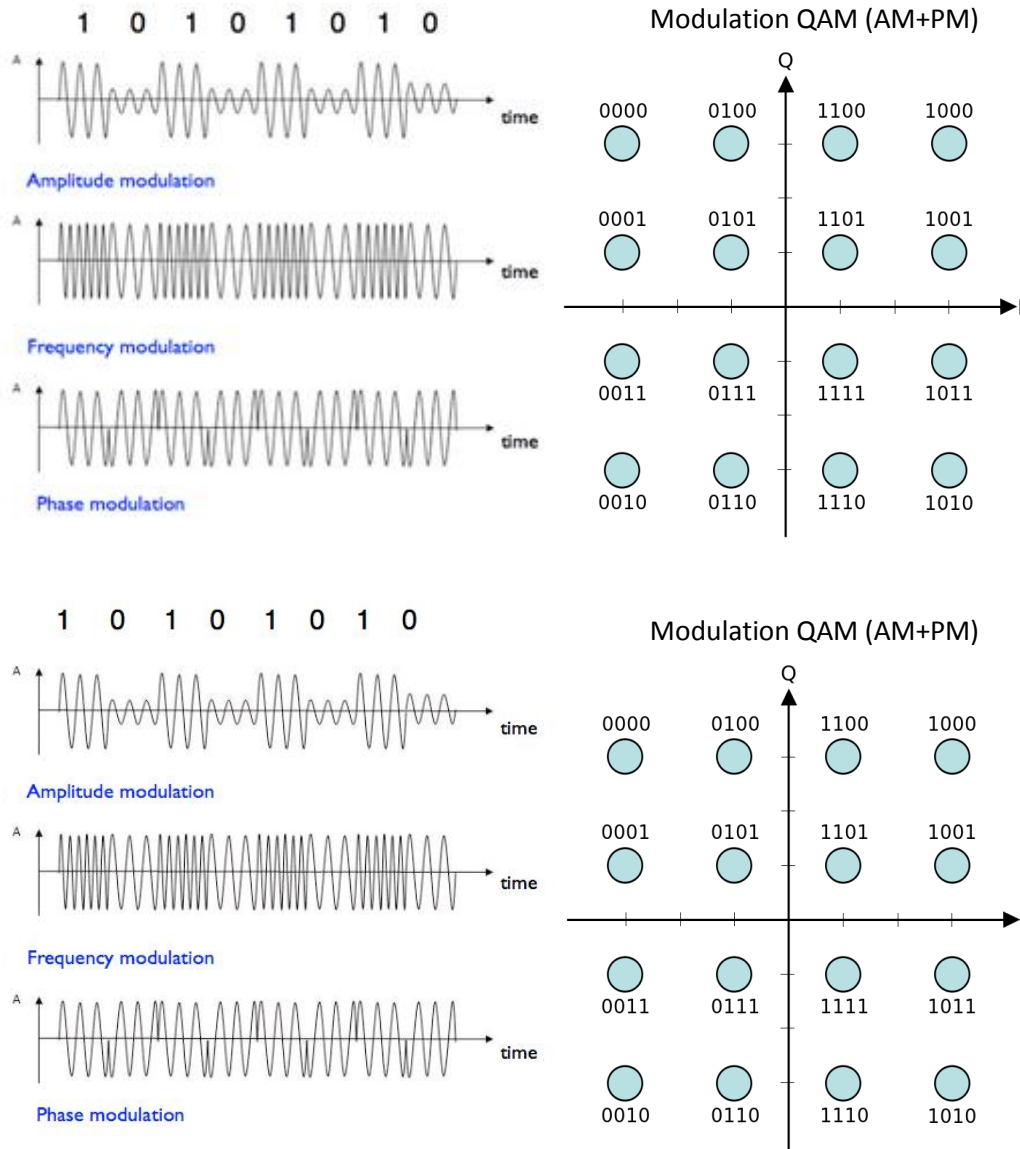 1 0 1 0 1 0 1 0
A
time
Amplitude modulation
A
time
Frequency modulation
A
time
Phase modulation
Modulation QAM (AM+PM)
Q
0000 0100 1100 1000
0001 0101 1101 1001
0011 0111 1111 1011
0010 0110 1110 1010
1 0 1 0 1 0 1 0
A
time
Amplitude modulation
A
time
Frequency modulation
A
time
Phase modulation
Modulation QAM (AM+PM)
Q
0000 0100 1100 1000
0001 0101 1101 1001
0011 0111 1111 1011
0010 0110 1110 1010